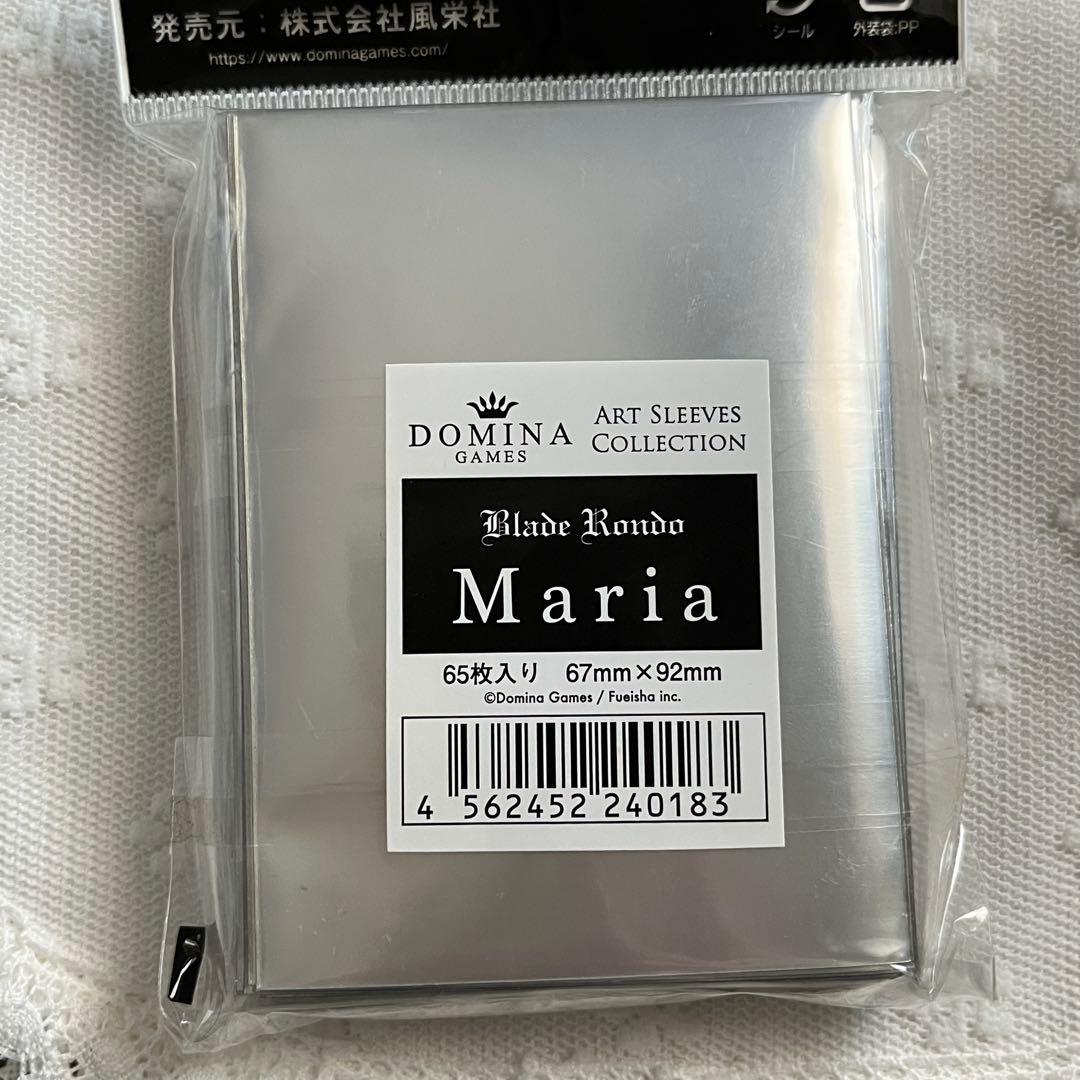 発売元：株式会社風栄社
https://www.dominagames.com/
シール
外装袋:PP
DOMINA
GAMES
ART SLEEVES
COLLECTION
Blade Rondo
Maria
65枚入り 67mm×92mm
©Domina Games / Fueisha inc.
4 562452 240183